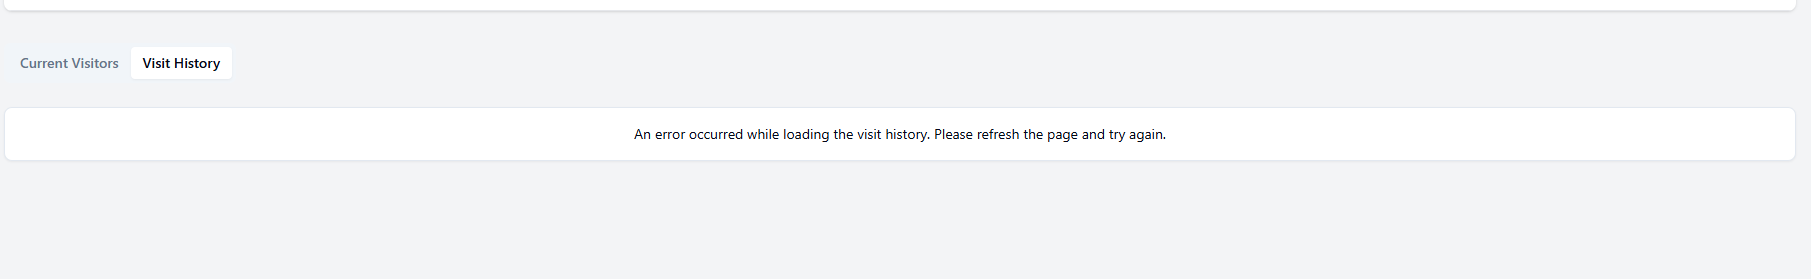 Current Visitors Visit History
An error occurred while loading the visit history. Please refresh the page and try again.